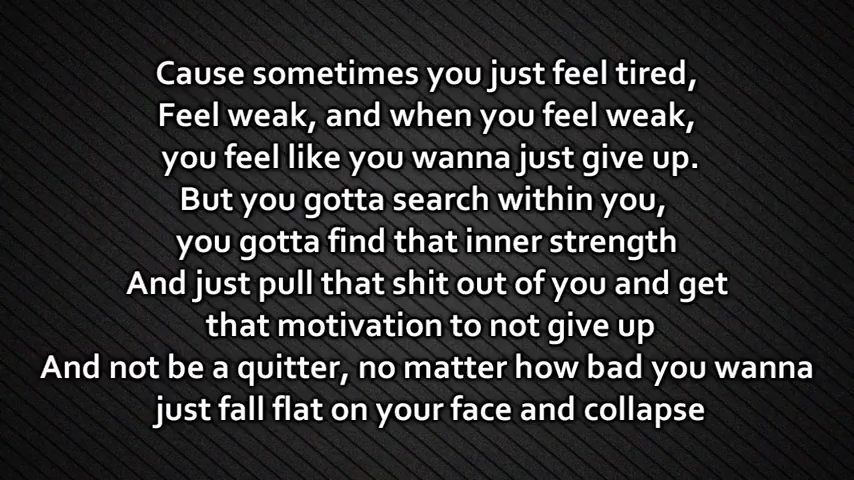 Cause sometimes you just feel tired,
Feel weak, and when you feel weak,
you feel like you wanna just give up.
But you gotta search within you,
you gotta find that inner strength
And just pull that shit out of you and get
that motivation to not give up
And not be a quitter, no matter how bad you wanna
just fall flat on your face and collapse